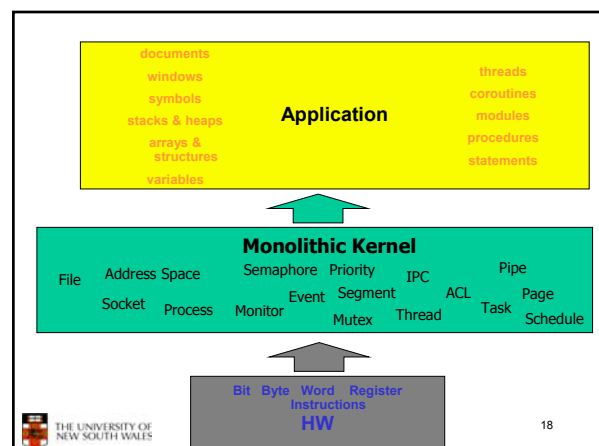 documents
windows
symbols
stacks & heaps
arrays &
structures
variables
Application
threads
coroutines
modules
procedures
statements
Monolithic Kernel
File Address Space Semaphore Priority IPC Pipe
Socket Process Monitor Event Segment ACL Page
Mutex Thread Task Schedule
Bit Byte Word Register
Instructions
HW
THE UNIVERSITY OF
NEW SOUTH WALES
18